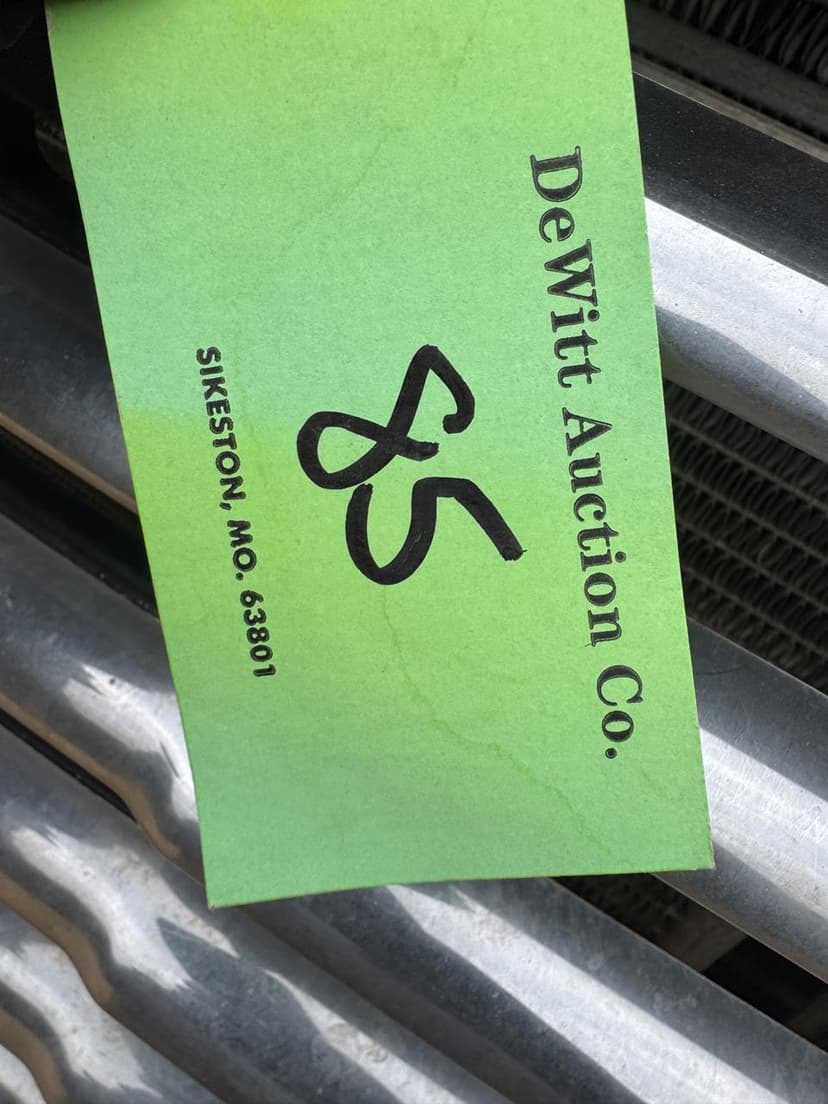 DeWitt Auction Co.
85
SIKESTON, MO. 63801